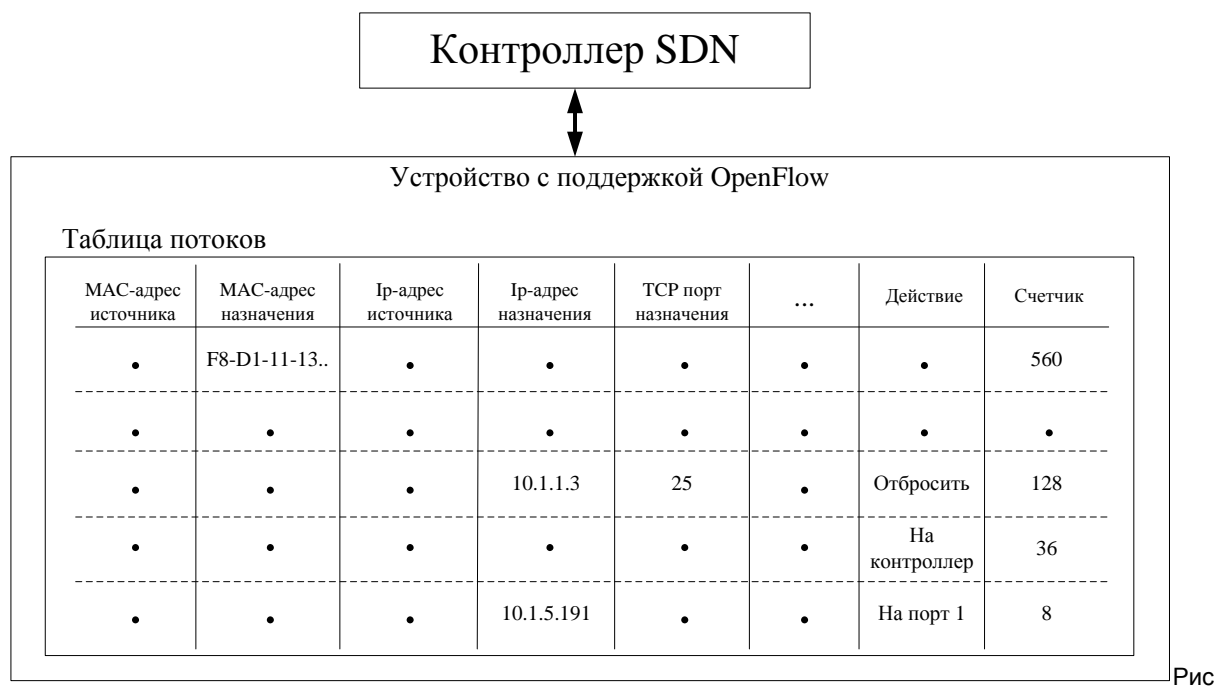 Контроллер SDN
Устройство с поддержкой OpenFlow
Таблица потоков
MAC-адрес источника
MAC-адрес назначения
Ip-адрес источника
Ip-адрес назначения
TCP порт назначения
...
Действие
Счетчик
• F8-D1-11-13.. • • • • • 560
• • • • • • • •
• • • 10.1.1.3 25 • Отбросить 128
• • • • • • На контроллер 36
• • • 10.1.5.191 • • На порт 1 8
Рис